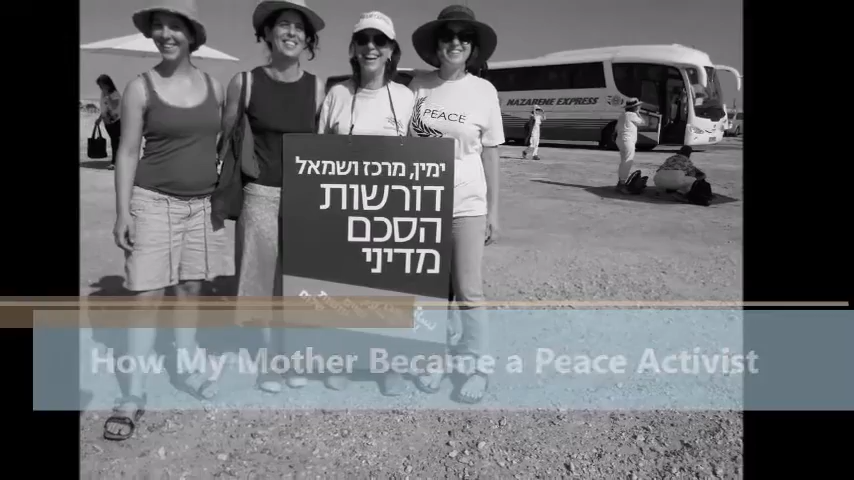 PEACE
NAZARENE EXPRESS
ימין, מרכז ושמאל
דורשות
הסכם
מדיני
How My Mother Became a Peace Activist